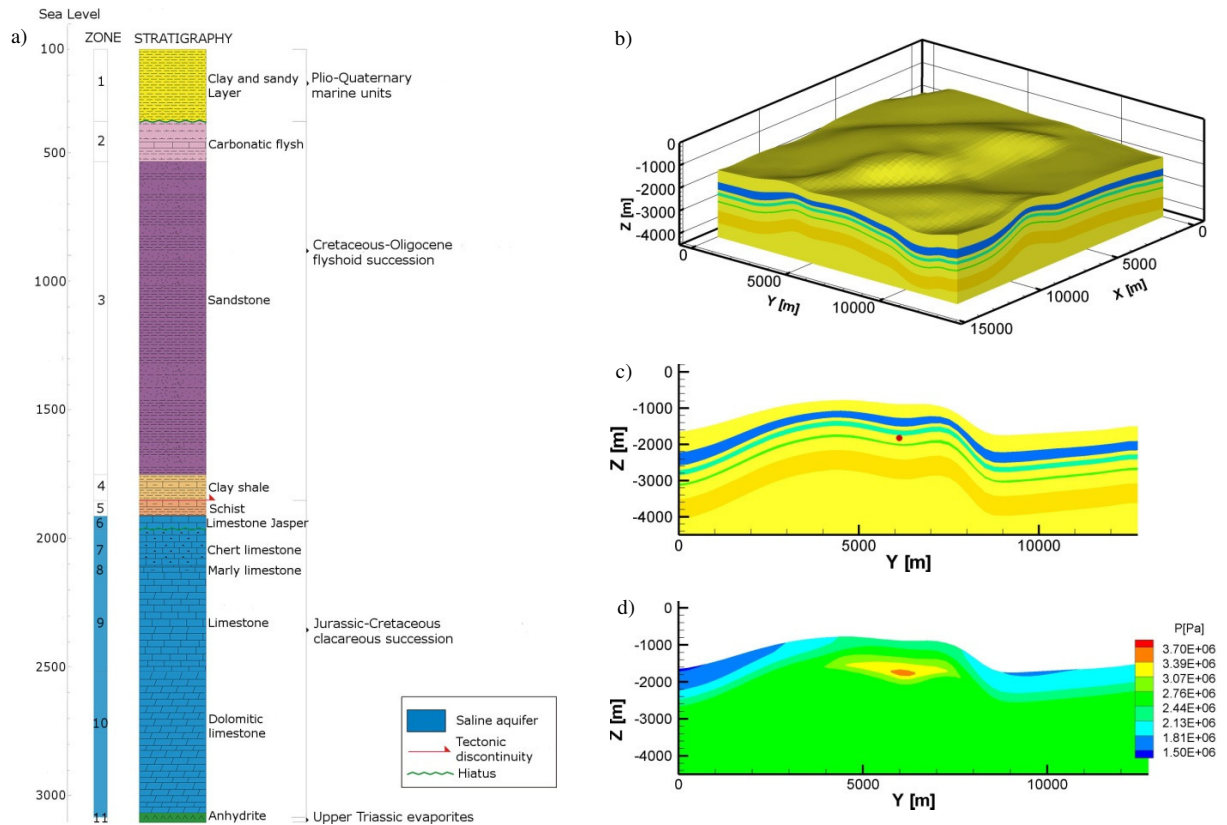 Sea Level
a)
ZONE STRATIGRAPHY
100
500
1000
1500
2000
2500
3000
1
2
3
4
5
6
7
8
9
10
11
Clay and sandy
Layer
Carbonatic flysh
Sandstone
Clay shale
Schist
Limestone Jasper
Chert limestone
Marly limestone
Limestone
Dolomitic
limestone
Anhydrite
Plio-Quaternary
marine units
Cretaceous-Oligocene
flyshoid succession
Jurassic-Cretaceous
clacareous succession
Upper Triassic evaporites
Saline aquifer
Tectonic
discontinuity
Hiatus
b)
0
-1000
-2000
-3000
-4000
Z [m]
0
5000
10000
Y [m]
15000
10000
5000
0
X [m]
c)
0
-1000
-2000
-3000
-4000
Z [m]
0
5000
10000
Y [m]
d)
0
-1000
-2000
-3000
-4000
Z [m]
0
5000
10000
Y [m]
P[Pa]
3.70E+06
3.39E+06
3.07E+06
2.76E+06
2.44E+06
2.13E+06
1.81E+06
1.50E+06